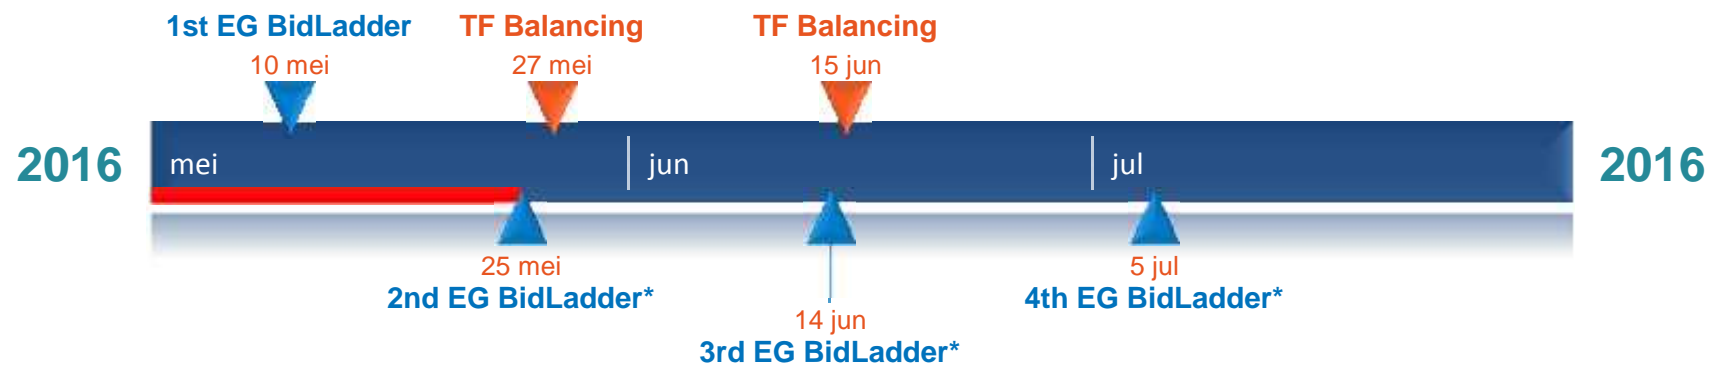 1st EG BidLadder
10 mei
TF Balancing
27 mei
TF Balancing
15 jun
2016
mei
jun
jul
2016
25 mei
2nd EG BidLadder*
14 jun
3rd EG BidLadder*
5 jul
4th EG BidLadder*